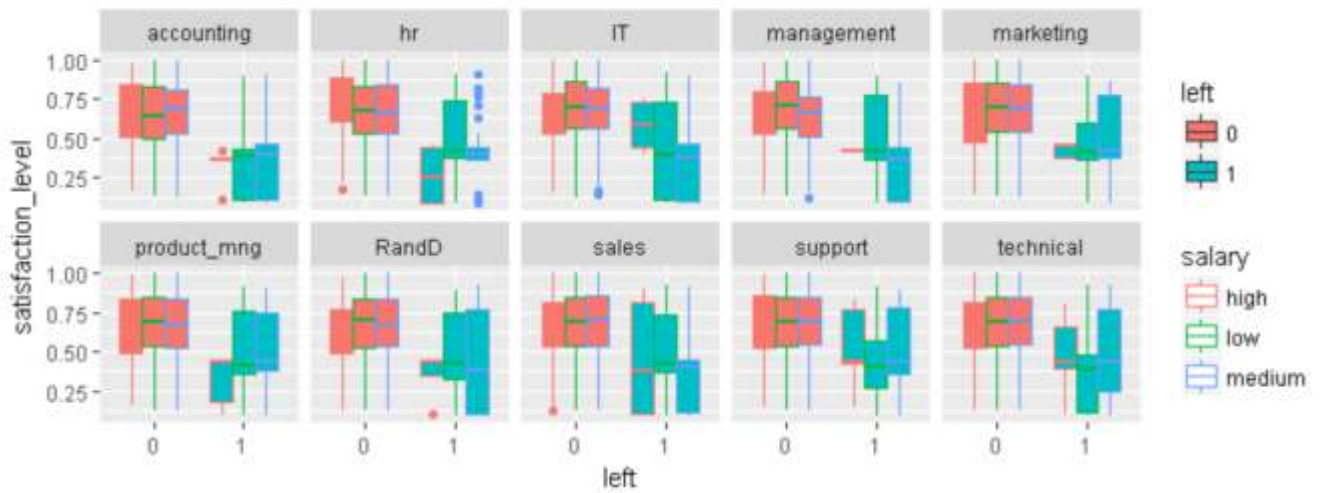 accounting hr IT management marketing
1.00
0.75
0.50
0.25
product_mng RandD sales support technical
1.00
0.75
0.50
0.25
0 1 0 1 0 1 0 1 0 1
left
satisfaction_level
left
0
1
salary
high
low
medium